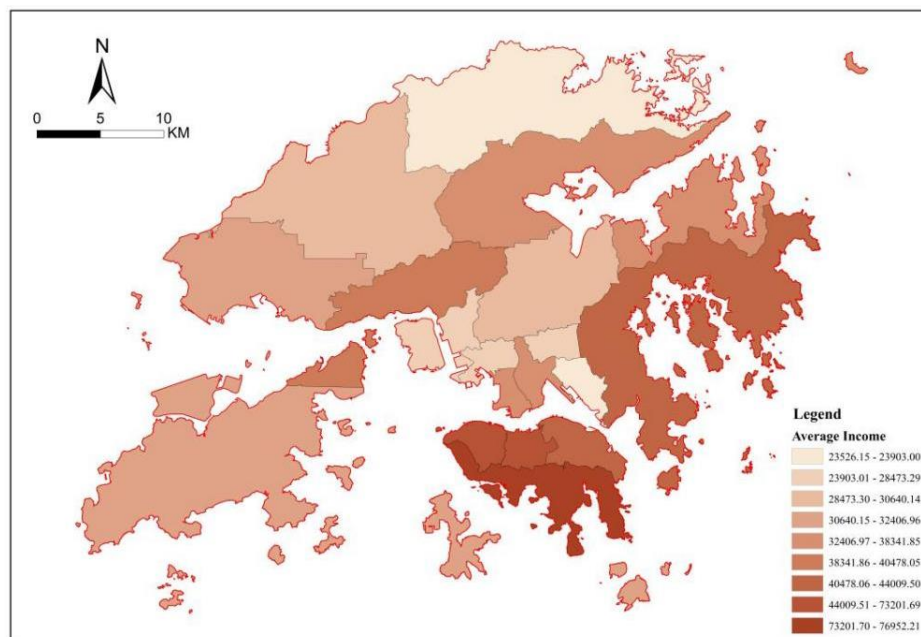 N
0 5 10
KM
Legend
Average Income
23526.15 - 23903.00
23903.01 - 28473.29
28473.30 - 30640.14
30640.15 - 32406.96
32406.97 - 38341.85
38341.86 - 40478.05
40478.06 - 44009.50
44009.51 - 73201.69
73201.70 - 76952.21